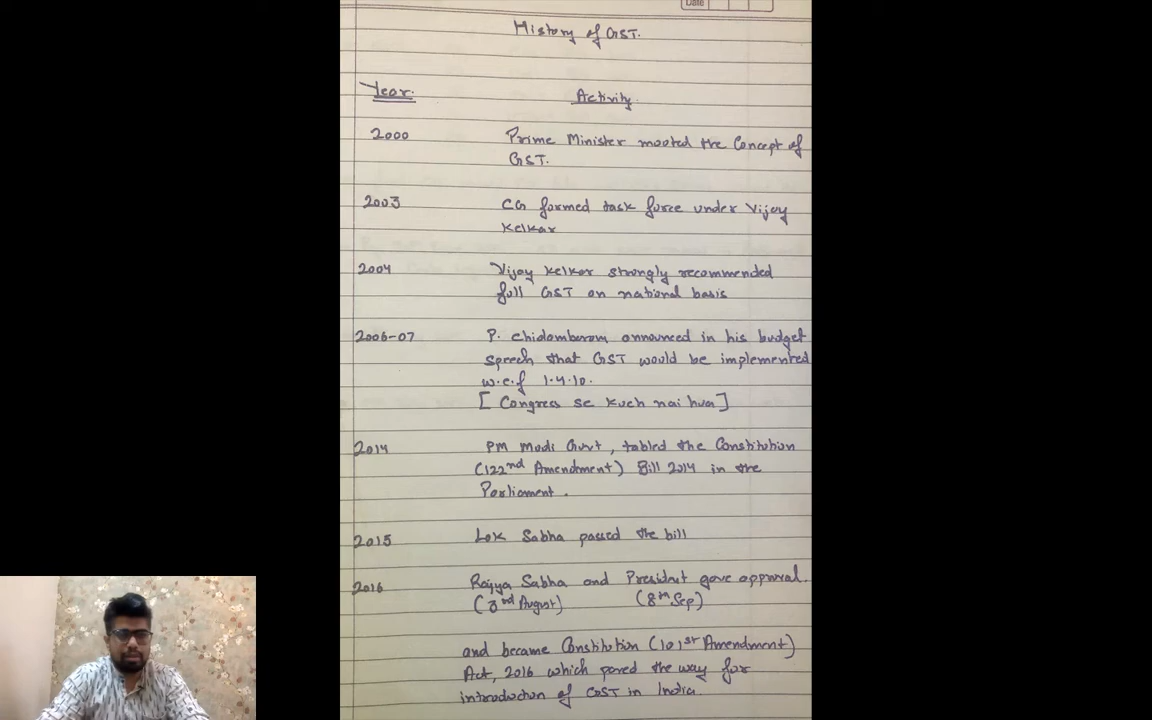 Date
History of GST.
Year. Activity.
2000 Prime Minister mooted the Concept of
GST.
2003 CG formed task force under Vijay
Kelkar
2004 Vijay Kelkar strongly recommended
full GST on national basis
2006-07 P. Chidambaram announced in his budget
Speech that GST would be implemented
w.e.f 1.4.10.
[ Congress se kuch nai hua ]
2014 PM Modi Govt, tabled the Constitution
(122nd Amendment) Bill 2014 in the
Parliament.
2015 Lok Sabha passed the bill
2016 Rajya Sabha and President gave approval.
(3rd August) (8th Sep)
and became Constitution (101st Amendment)
Act, 2016 which paved the way for
introduction of GST in India.